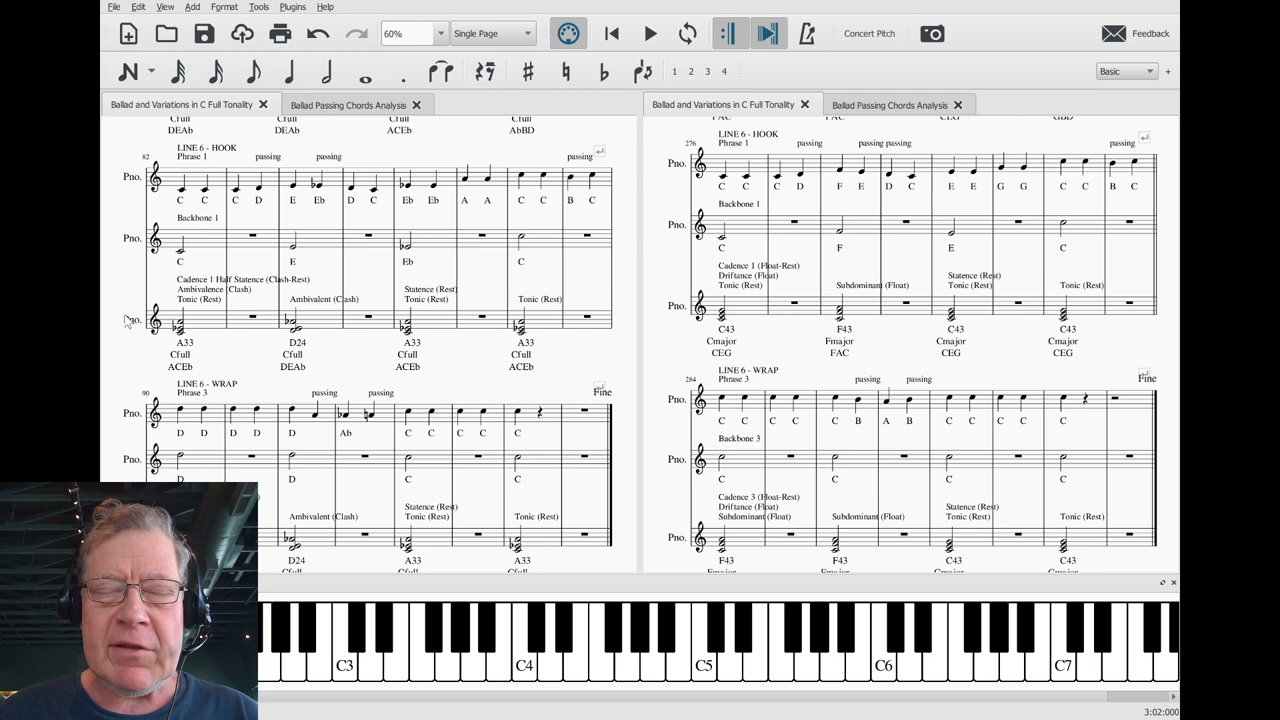 File Edit View Add Format Tools Plugins Help
60% Single Page Concert Pitch Feedback
1 2 3 4 Basic +
Ballad and Variations in C Full Tonality Ballad Passing Chords Analysis
Cfull Cfull
DEAb DEAb ACEb AbBD
LINE 6 - HOOK
82 Phrase 1 passing passing passing
Pno.
C C C D E Eb D C Eb Eb A A C C B C
Backbone 1
Pno.
C E Eb C
Cadence 1 Half Statence (Clash-Rest)
Ambivalence (Clash) Statence (Rest)
Tonic (Rest) Ambivalent (Clash) Tonic (Rest) Tonic (Rest)
A33 D24 A33 A33
Cfull Cfull Cfull Cfull
ACEb DEAb ACEb ACEb
LINE 6 - WRAP
90 Phrase 3 passing passing Fine
Pno.
D D D D D Ab C C C C C
Pno.
D D C C
Statence (Rest)
Ambivalent (Clash) Tonic (Rest) Tonic (Rest)
D24 A33 A33
Ballad and Variations in C Full Tonality Ballad Passing Chords Analysis
LINE 6 - HOOK
276 Phrase 1 passing passing passing passing
Pno.
C C C D F E D C E E G G C C B C
Backbone 1
Pno.
C F E C
Cadence 1 (Float-Rest)
Driftance (Float) Statence (Rest)
Tonic (Rest) Subdominant (Float) Tonic (Rest) Tonic (Rest)
Pno.
C43 F43 C43 C43
Cmajor Fmajor Cmajor Cmajor
CEG FAC CEG CEG
LINE 6 - WRAP
284 Phrase 3 passing passing Fine
Pno.
C C C C C B A B C C C C C
Backbone 3
Pno.
C C C C
Cadence 3 (Float-Rest)
Driftance (Float) Statence (Rest)
Subdominant (Float) Subdominant (Float) Tonic (Rest) Tonic (Rest)
Pno.
F43 F43 C43 C43
C3 C4 C5 C6 C7
3:02:000